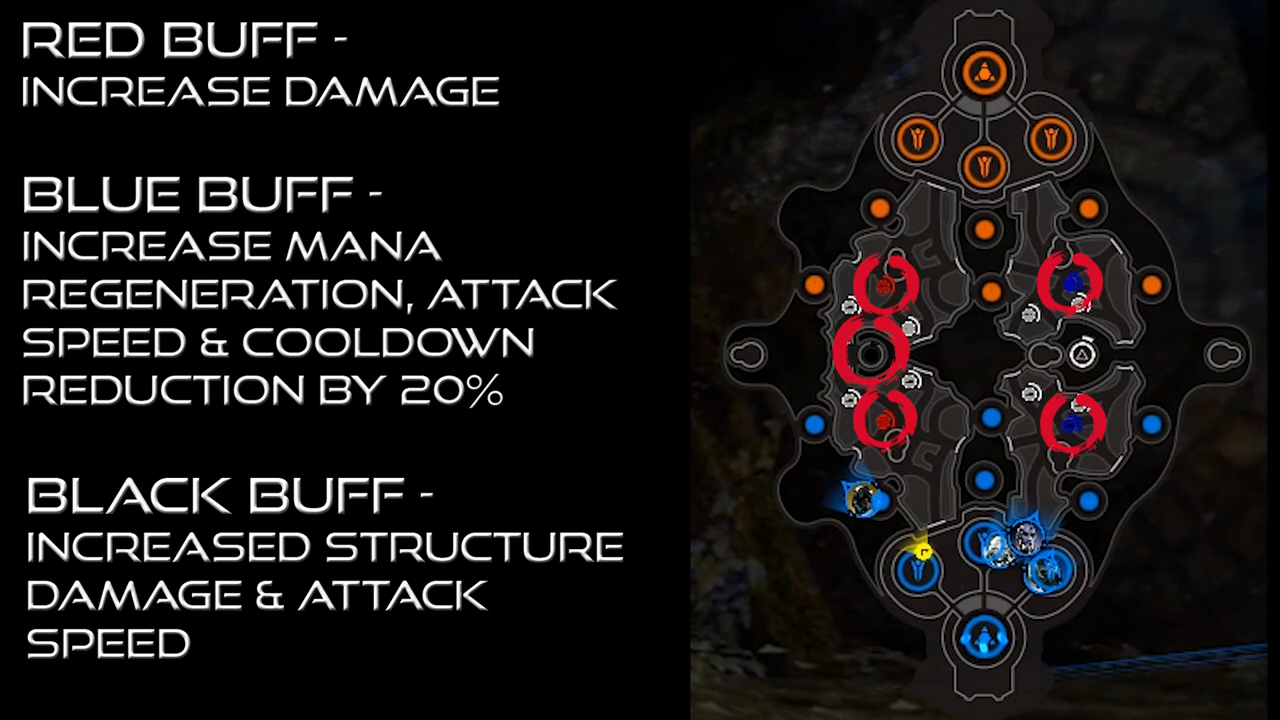 RED BUFF -
INCREASE DAMAGE
BLUE BUFF -
INCREASE MANA
REGENERATION, ATTACK
SPEED & COOLDOWN
REDUCTION BY 20%
BLACK BUFF -
INCREASED STRUCTURE
DAMAGE & ATTACK
SPEED